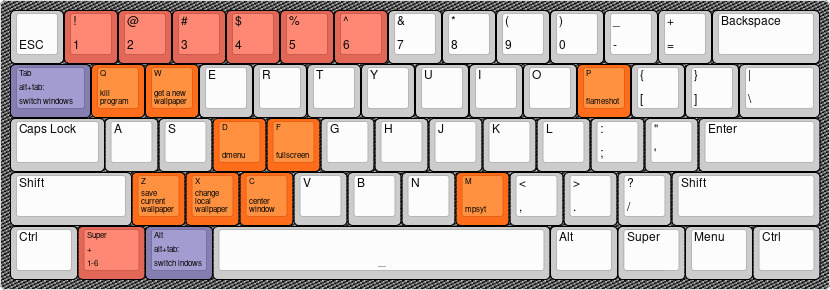 ! @ # $ % ^ & * ( ) _ + Backspace
ESC 1 2 3 4 5 6 7 8 9 0 - =
Tab Q W E R T Y U I O P { } |
alt+tab: kill get a new
switch windows program wallpaper flameshot [ ] \
Caps Lock A S D F G H J K L : " Enter
dmenu fullscreen ; '
Shift Z X C V B N M < > ? Shift
save change
current local center
wallpaper wallpaper window mpsyt , . /
Ctrl Super Alt Alt Super Menu Ctrl
+ alt+tab:
1-6 switch indows _